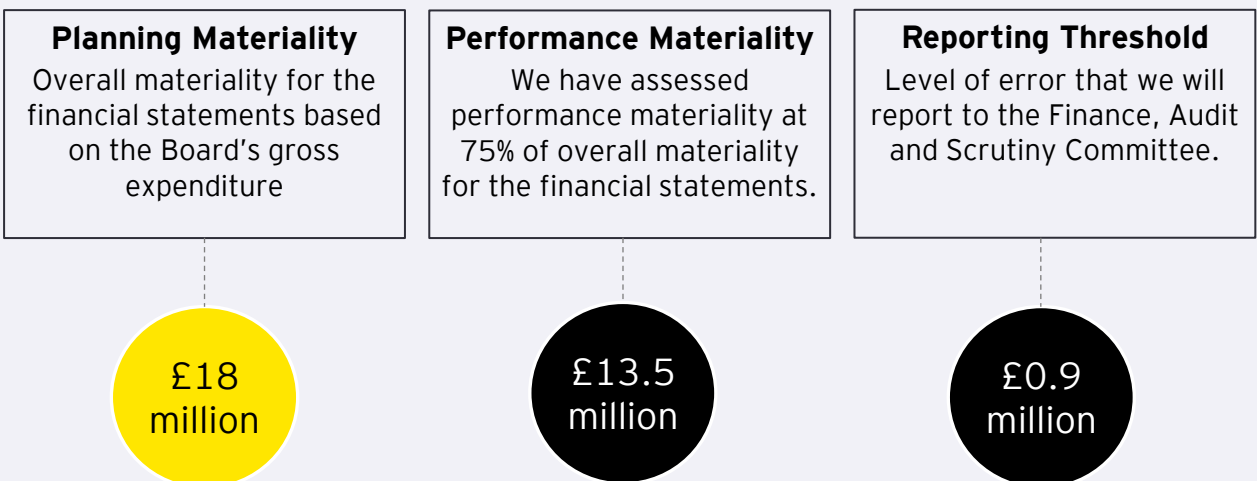 Planning Materiality
Overall materiality for the
financial statements based
on the Board's gross
expenditure
Performance Materiality
We have assessed
performance materiality at
75% of overall materiality
for the financial statements.
Reporting Threshold
Level of error that we will
report to the Finance, Audit
and Scrutiny Committee.
£18
million
£13.5
million
£0.9
million